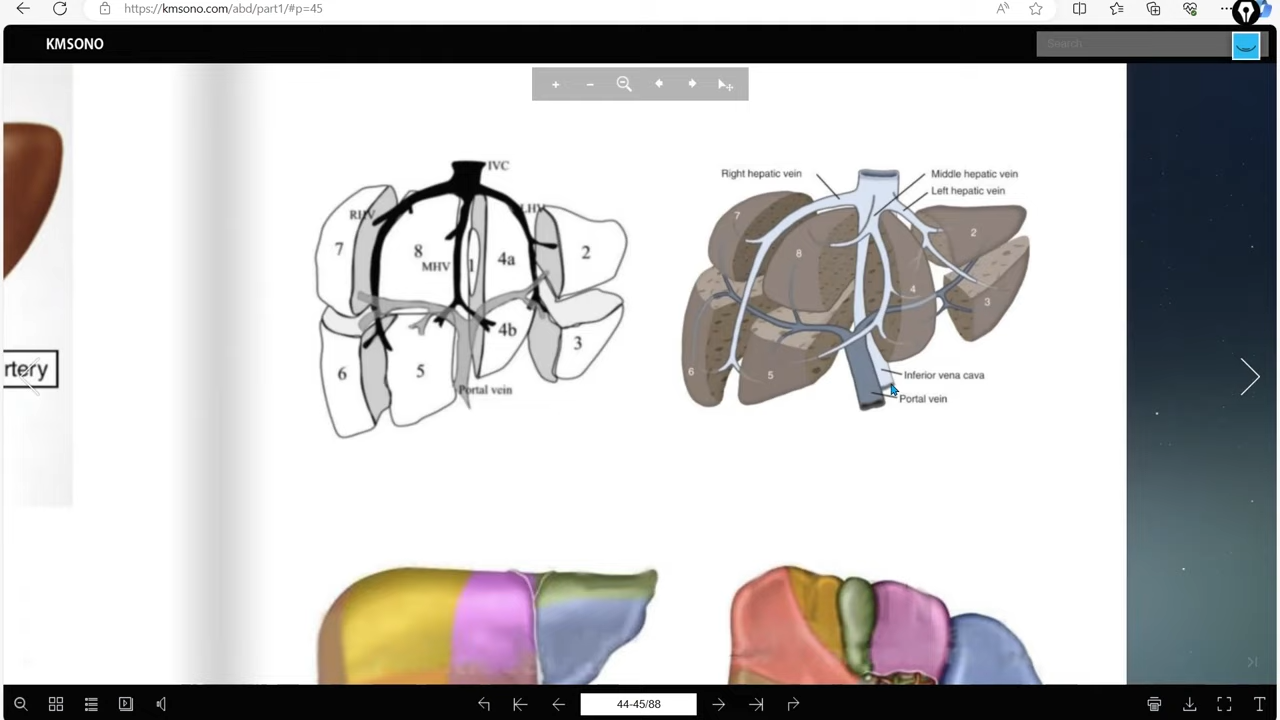 https://kmsono.com/abd/part1/#p=45
KMSONO
Search
IVC
RHV
LHV
7
8
MHV
1
4a
2
4b
3
6
5
Portal vein
Right hepatic vein
Middle hepatic vein
Left hepatic vein
7
8
2
4
3
6
5
Inferior vena cava
Portal vein
rtery
44-45/88